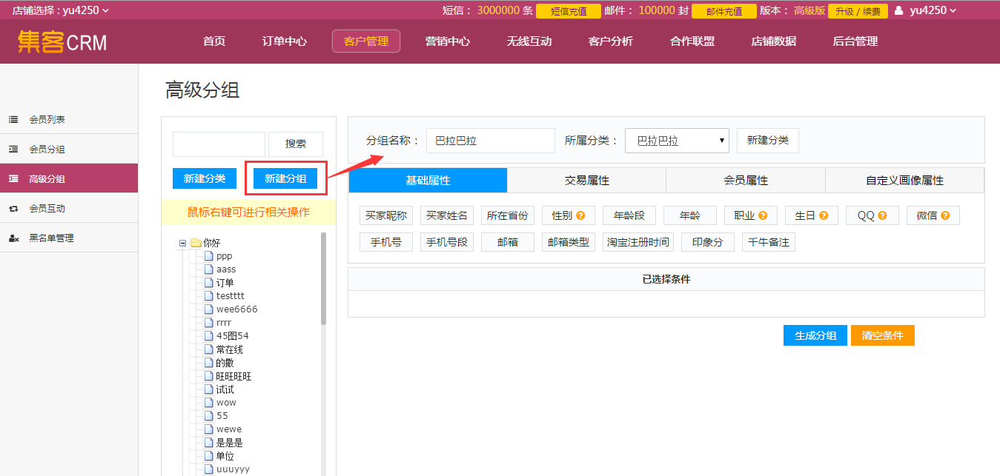 店铺选择：yu4250 短信： 3000000 条 短信充值 邮件： 100000 封 邮件充值 版本： 高级版 升级 / 续费 yu4250
集客CRM 首页 订单中心 客户管理 营销中心 无线互动 客户分析 合作联盟 店铺数据 后台管理
高级分组
会员列表
会员分组
高级分组
会员互动
黑名单管理
搜索
新建分类 新建分组
鼠标右键可进行相关操作
你好
ppp
aass
订单
testttt
wee6666
rrrr
45图54
常在线
的撒
旺旺旺旺
试试
wow
55
wewe
是是是
单位
uuuyyy
分组名称： 巴拉巴拉 所属分类： 巴拉巴拉 新建分类
基础属性 交易属性 会员属性 自定义画像属性
买家昵称 买家姓名 所在省份 性别 ? 年龄段 年龄 职业 ? 生日 ? QQ ? 微信 ?
手机号 手机号段 邮箱 邮箱类型 淘宝注册时间 印象分 千牛备注
已选择条件
生成分组 清空条件